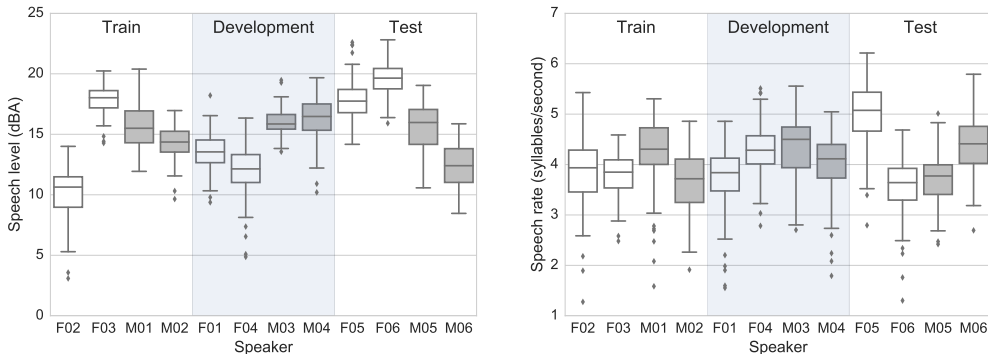 Train Development Test
Speech level (dBA)
25
20
15
10
5
0
F02 F03 M01 M02 F01 F04 M03 M04 F05 F06 M05 M06
Speaker
Train Development Test
Speech rate (syllables/second)
7
6
5
4
3
2
1
F02 F03 M01 M02 F01 F04 M03 M04 F05 F06 M05 M06
Speaker